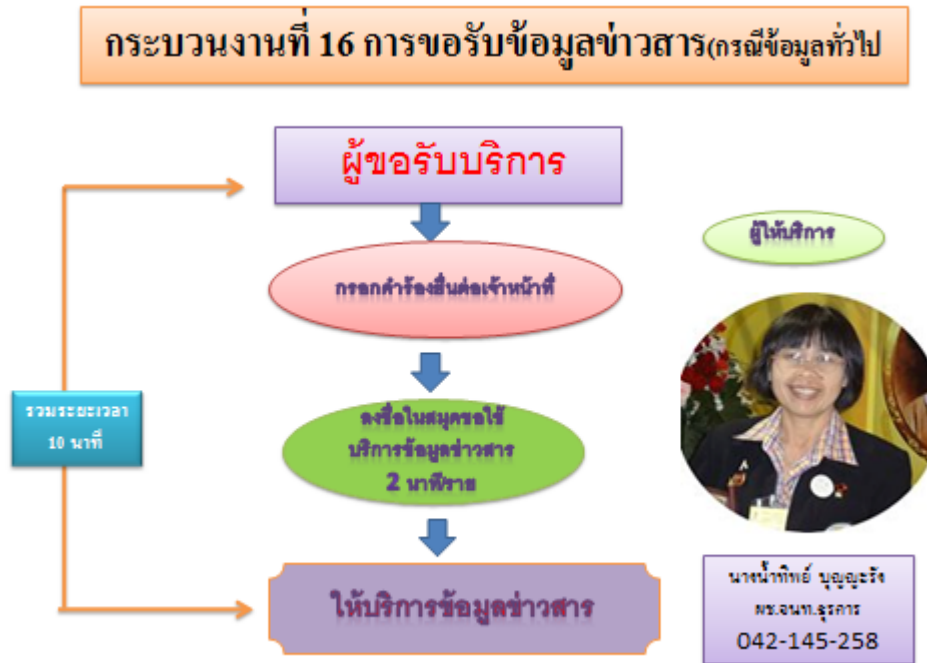 กระบวนงานที่ 16 การขอรับข้อมูลข่าวสาร(กรณีข้อมูลทั่วไป
ผู้ขอรับบริการ
ผู้ให้บริการ
กรอกคำร้องยื่นต่อเจ้าหน้าที่
รวมระยะเวลา
10 นาที
ลงชื่อในสมุดขอใช้
บริการข้อมูลข่าวสาร
2 นาที/ราย
ให้บริการข้อมูลข่าวสาร
นางน้ำทิพย์ บุญญะรัง
ผช.จนท.ธุรการ
042-145-258